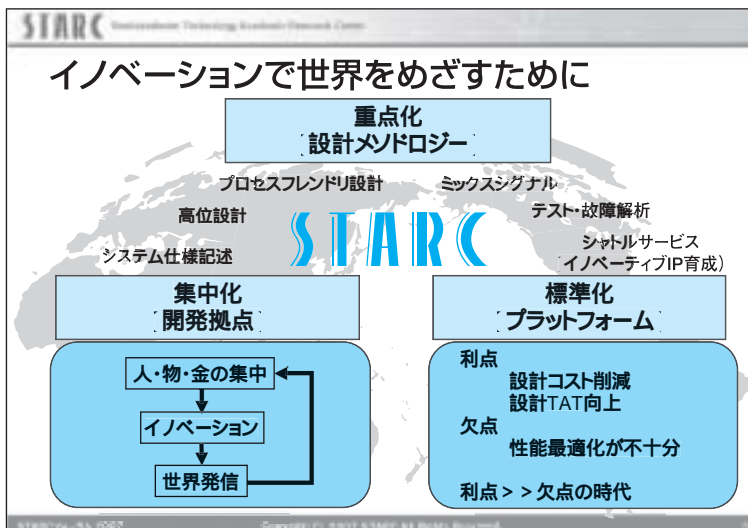 STARC Semiconductor Technology Academic Research Center
イノベーションで世界をめざすために
重点化
［設計メソドロジー］
プロセスフレンドリ設計
ミックスシグナル
高位設計
テスト・故障解析
システム仕様記述
シャトルサービス
（イノベーティブIP育成）
STARC
集中化
［開発拠点］
標準化
［プラットフォーム］
人・物・金の集中
イノベーション
世界発信
利点
設計コスト削減
設計TAT向上
欠点
性能最適化が不十分
利点>>欠点の時代